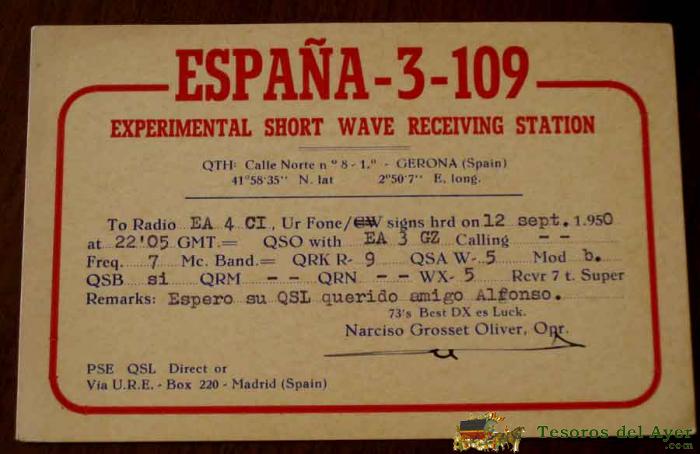 ESPAÑA-3-109
EXPERIMENTAL SHORT WAVE RECEIVING STATION
QTH: Calle Norte nº 8 - 1.º - GERONA (Spain)
41º58'35'' N. lat 2º50'7'' E. long.
To Radio EA 4 CI, Ur Fone/CW signs hrd on 12 sept. 1.950
at 22'05 GMT.= QSO with EA 3 GZ Calling - -
Freq. 7 Mc. Band.= QRK R- 9 QSA W- 5 Mod b.
QSB si QRM - - QRN - - WX- 5 Rcvr 7 t. Super
Remarks: Espero su QSL querido amigo Alfonso.
73's Best DX es Luck.
Narciso Grosset Oliver, Opr.
PSE QSL Direct or
Via U.R.E. - Box 220 - Madrid (Spain)
Tesoros del Ayer
.com